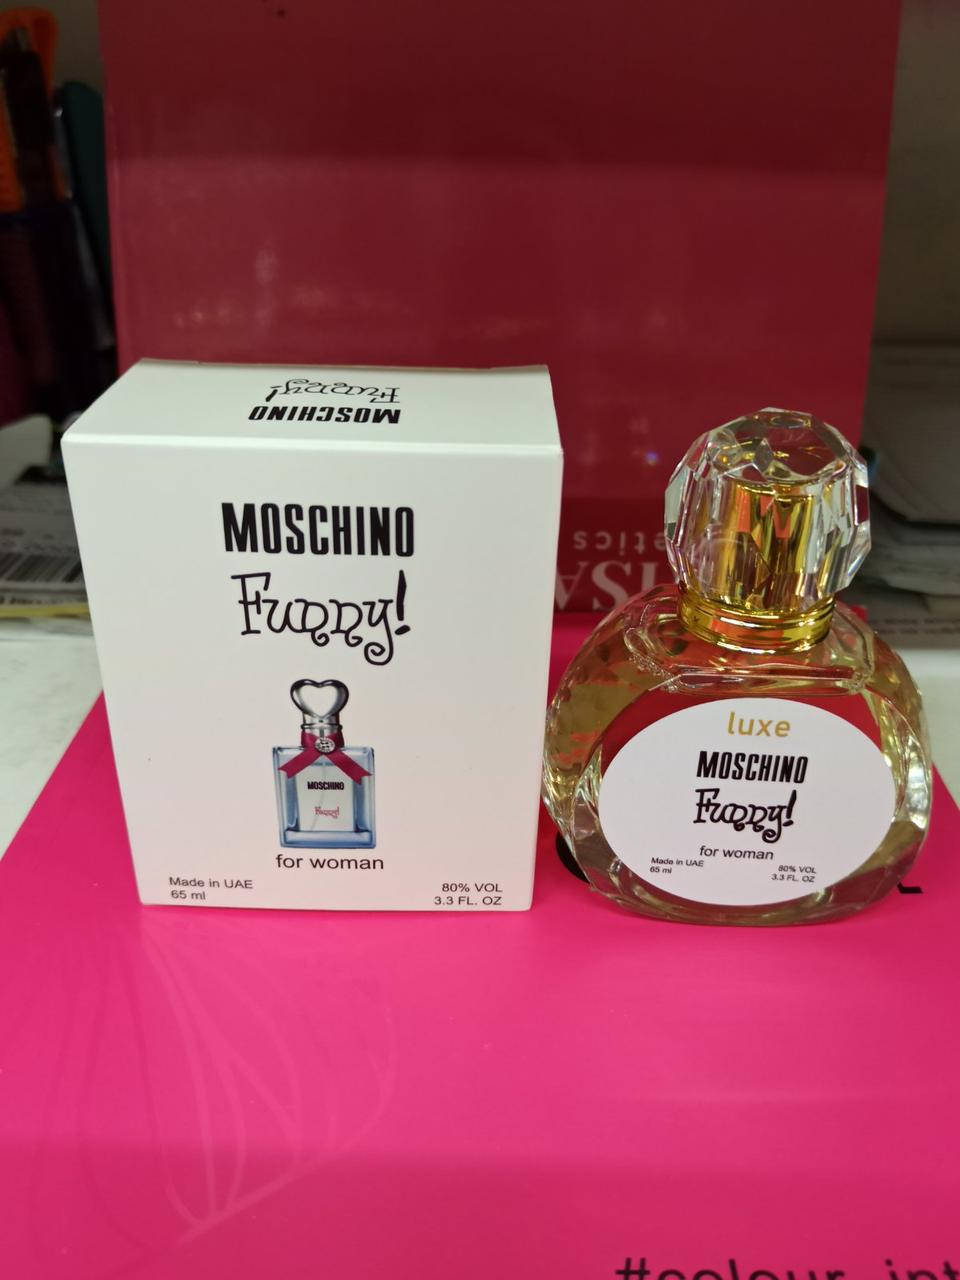 Funny!
MOSCHINO
MOSCHINO
Funny!
MOSCHINO
Funny!
for woman
Made in UAE
65 ml
80% VOL
3.3 FL. OZ
etics
luxe
MOSCHINO
Funny!
for woman
Made in UAE
65 ml
80% VOL
3.3 FL. OZ